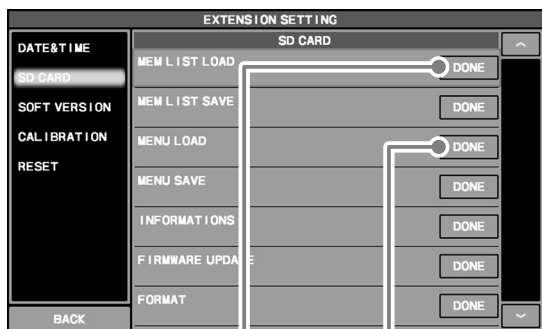 EXTENSION SETTING
DATE&TIME
SD CARD
SOFT VERSION
CALIBRATION
RESET
BACK
SD CARD
MEM LIST LOAD DONE
MEM LIST SAVE DONE
MENU LOAD DONE
MENU SAVE DONE
INFORMATIONS DONE
FIRMWARE UPDATE DONE
FORMAT DONE